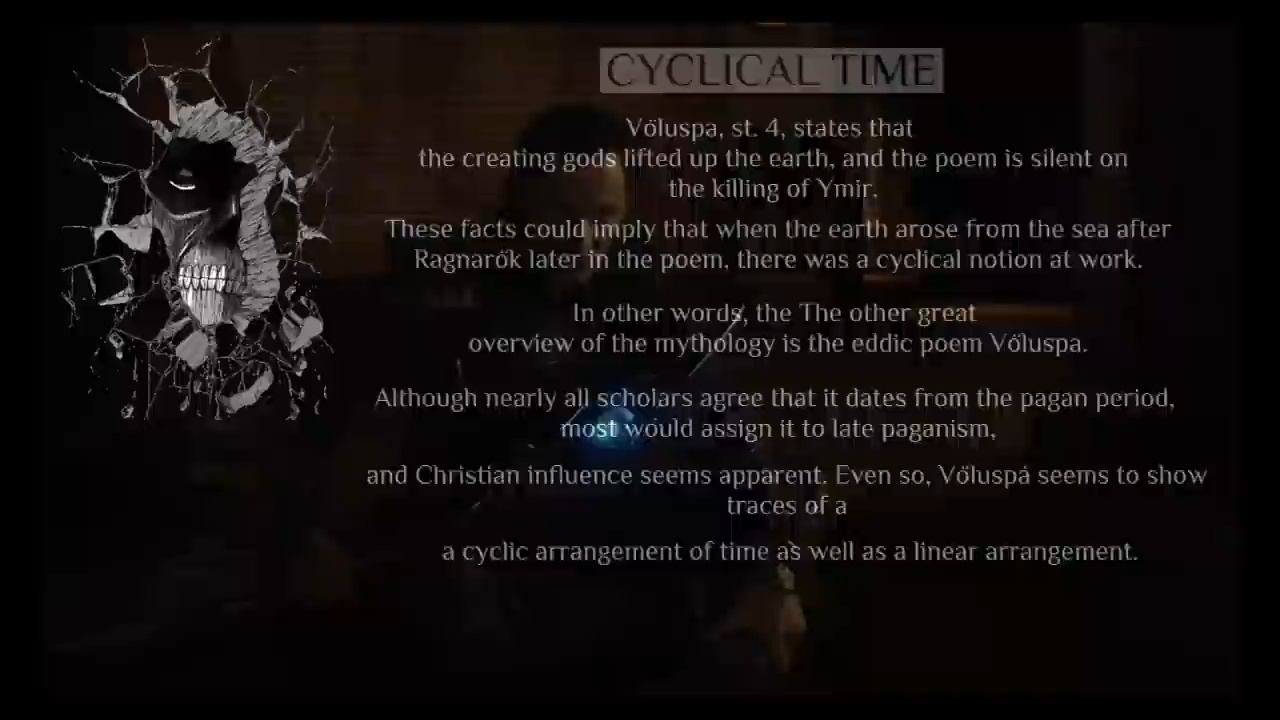 CYCLICAL TIME
Völuspa, st. 4, states that
the creating gods lifted up the earth, and the poem is silent on
the killing of Ymir.
These facts could imply that when the earth arose from the sea after
Ragnarök later in the poem, there was a cyclical notion at work.
In other words, the The other great
overview of the mythology is the eddic poem Vőluspa.
Although nearly all scholars agree that it dates from the pagan period,
most would assign it to late paganism,
and Christian influence seems apparent. Even so, Vőluspá seems to show
traces of a
a cyclic arrangement of time as well as a linear arrangement.